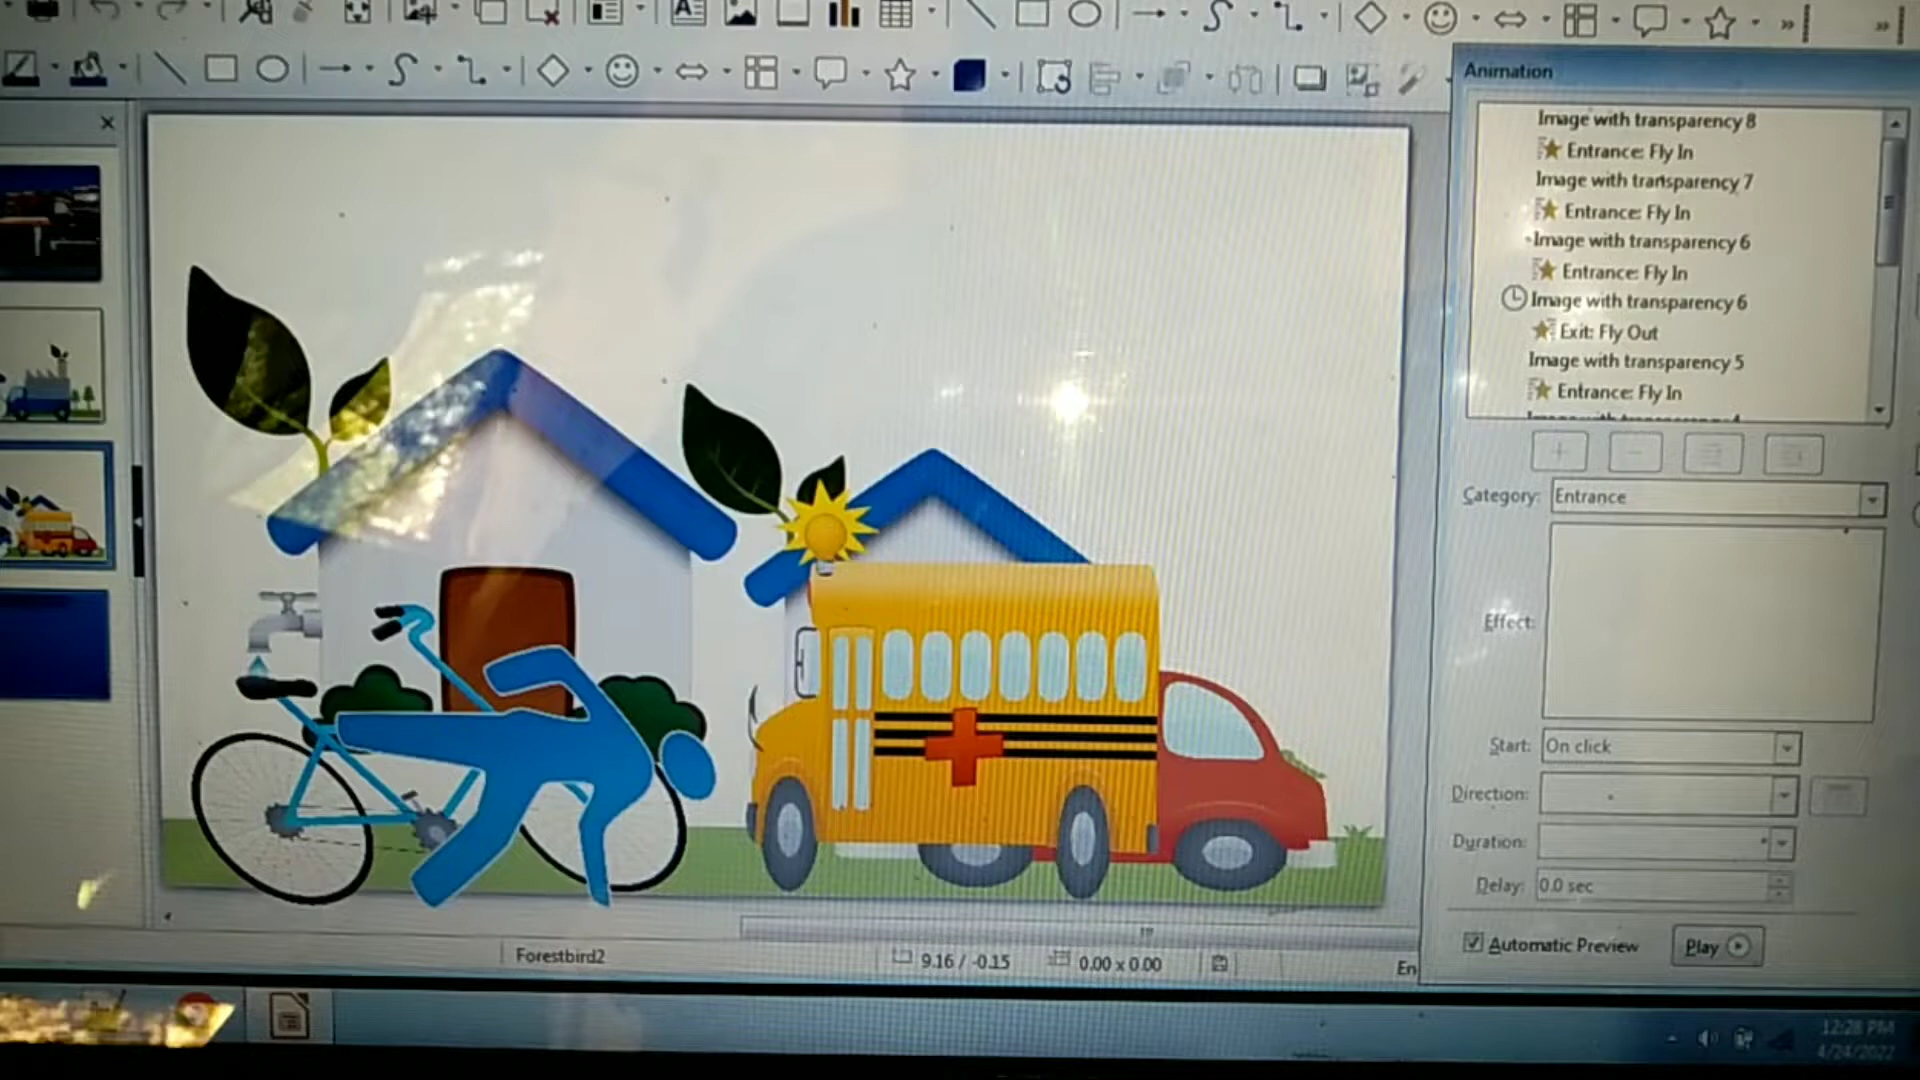 Animation
Image with transparency 8
Entrance: Fly In
Image with transparency 7
Entrance: Fly In
Image with transparency 6
Entrance: Fly In
Image with transparency 6
Exit: Fly Out
Image with transparency 5
Entrance: Fly In
Category: Entrance
Effect:
Start: On click
Direction:
Duration:
Delay: 0.0 sec
Automatic Preview Play
Forestbird2 9.16 / -0.15 0.00 x 0.00 En
12:28 PM
4/24/2022